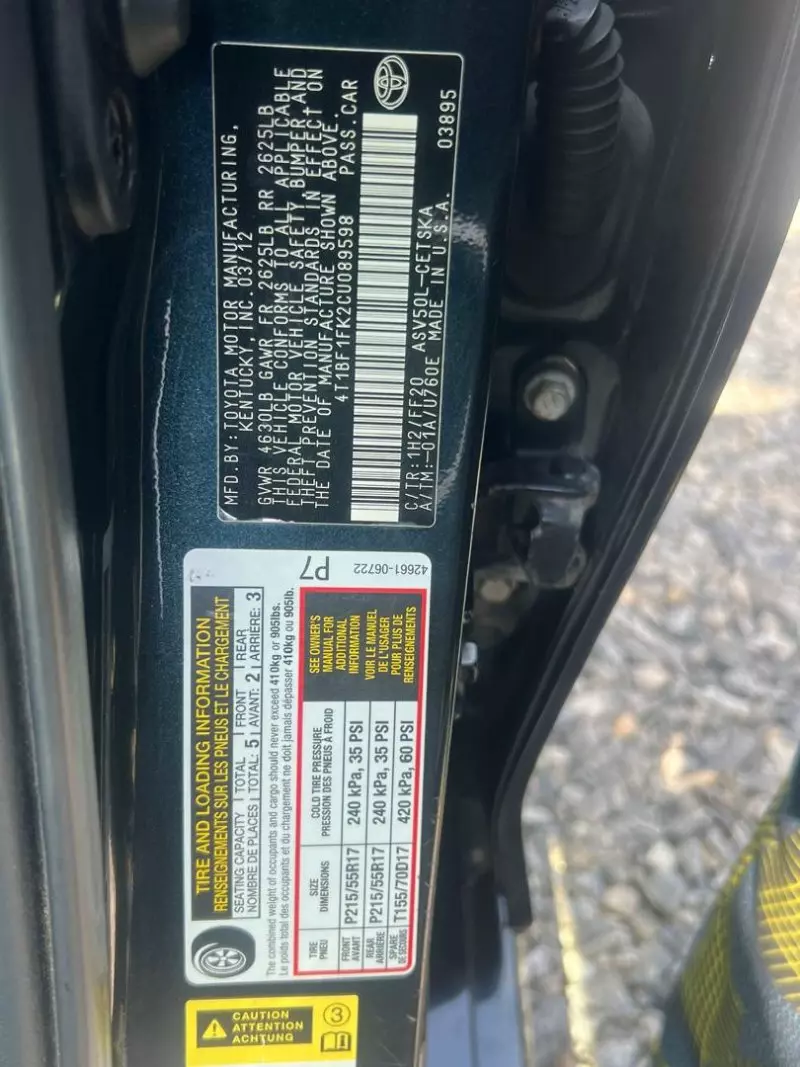 MFD.BY:TOYOTA MOTOR MANUFACTURING,
KENTUCKY, INC. 03/12
GVWR 4630LB GAWR FR 2625LB RR 2625LB
THIS VEHICLE CONFORMS TO ALL APPLICABLE
FEDERAL MOTOR VEHICLE SAFETY, BUMPER AND
THEFT PREVENTION STANDARDS IN EFFECT ON
THE DATE OF MANUFACTURE SHOWN ABOVE.
4T1BF1FK2CU089598 PASS.CAR
C/TR:1H2/FF20 ASV50L-CETSKA 03895
A/TM:-01A/U760E MADE IN U.S.A.
TIRE AND LOADING INFORMATION
RENSEIGNEMENTS SUR LES PNEUS ET LE CHARGEMENT
SEATING CAPACITY TOTAL FRONT REAR
NOMBRE DE PLACES TOTAL: 5 AVANT: 2 ARRIÈRE: 3
The combined weight of occupants and cargo should never exceed 410kg or 905lbs.
Le poids total des occupants et du chargement ne doit jamais dépasser 410kg ou 905lb.
TIRE SIZE COLD TIRE PRESSURE
PNEU DIMENSIONS PRESSION DES PNEUS À FROID
FRONT
AVANT P215/55R17 240 kPa, 35 PSI
REAR
ARRIÈRE P215/55R17 240 kPa, 35 PSI
SPARE
DE SECOURS T155/70D17 420 kPa, 60 PSI
SEE OWNER'S
MANUAL FOR
ADDITIONAL
INFORMATION
VOIR LE MANUEL
DE L'USAGER
POUR PLUS DE
RENSEIGNEMENTS
P7
42661-06722
CAUTION
ATTENTION
ACHTUNG
3